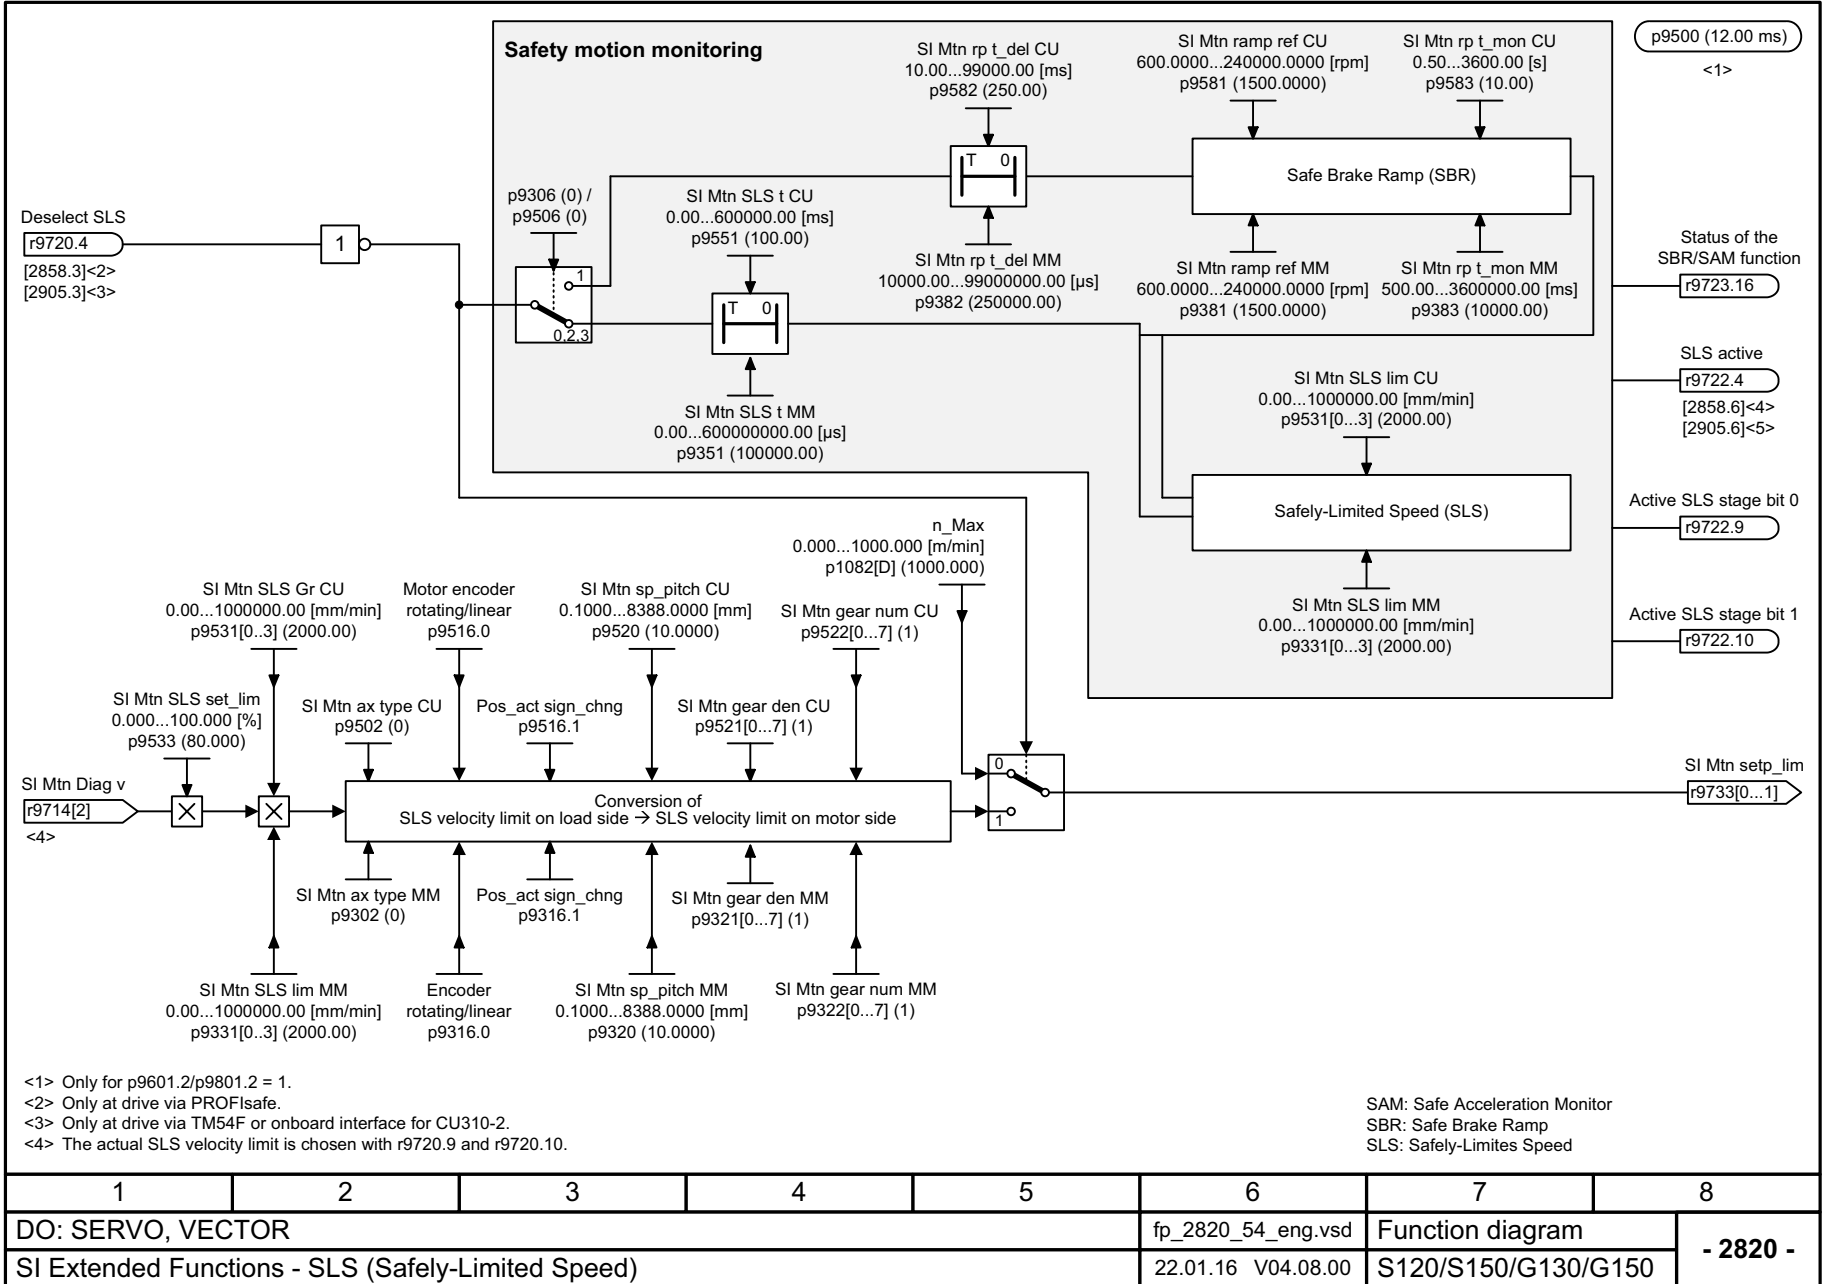 Safety motion monitoring
SI Mtn rp t_del CU
10.00...99000.00 [ms]
p9582 (250.00)
SI Mtn ramp ref CU
600.0000...240000.0000 [rpm]
p9581 (1500.0000)
SI Mtn rp t_mon CU
0.50...3600.00 [s]
p9583 (10.00)
p9500 (12.00 ms)
<1>
T 0
Safe Brake Ramp (SBR)
p9306 (0) /
p9506 (0)
SI Mtn SLS t CU
0.00...600000.00 [ms]
p9551 (100.00)
Deselect SLS
r9720.4
[2858.3]<2>
[2905.3]<3>
1
1
0,2,3
T 0
SI Mtn rp t_del MM
10000.00...99000000.00 [µs]
p9382 (250000.00)
SI Mtn ramp ref MM
600.0000...240000.0000 [rpm]
p9381 (1500.0000)
SI Mtn rp t_mon MM
500.00...3600000.00 [ms]
p9383 (10000.00)
Status of the
SBR/SAM function
r9723.16
SI Mtn SLS t MM
0.00...600000000.00 [µs]
p9351 (100000.00)
SI Mtn SLS lim CU
0.00...1000000.00 [mm/min]
p9531[0...3] (2000.00)
SLS active
r9722.4
[2858.6]<4>
[2905.6]<5>
Safely-Limited Speed (SLS)
Active SLS stage bit 0
r9722.9
SI Mtn SLS lim MM
0.00...1000000.00 [mm/min]
p9331[0...3] (2000.00)
Active SLS stage bit 1
r9722.10
n_Max
0.000...1000.000 [m/min]
p1082[D] (1000.000)
SI Mtn SLS Gr CU
0.00...1000000.00 [mm/min]
p9531[0..3] (2000.00)
Motor encoder
rotating/linear
p9516.0
SI Mtn sp_pitch CU
0.1000...8388.0000 [mm]
p9520 (10.0000)
SI Mtn gear num CU
p9522[0...7] (1)
SI Mtn SLS set_lim
0.000...100.000 [%]
p9533 (80.000)
SI Mtn ax type CU
p9502 (0)
Pos_act sign_chng
p9516.1
SI Mtn gear den CU
p9521[0...7] (1)
SI Mtn Diag v
r9714[2]
<4>
Conversion of
SLS velocity limit on load side → SLS velocity limit on motor side
0
1
SI Mtn setp_lim
r9733[0...1]
SI Mtn ax type MM
p9302 (0)
Pos_act sign_chng
p9316.1
SI Mtn gear den MM
p9321[0...7] (1)
SI Mtn SLS lim MM
0.00...1000000.00 [mm/min]
p9331[0..3] (2000.00)
Encoder
rotating/linear
p9316.0
SI Mtn sp_pitch MM
0.1000...8388.0000 [mm]
p9320 (10.0000)
SI Mtn gear num MM
p9322[0...7] (1)
<1> Only for p9601.2/p9801.2 = 1.
<2> Only at drive via PROFIsafe.
<3> Only at drive via TM54F or onboard interface for CU310-2.
<4> The actual SLS velocity limit is chosen with r9720.9 and r9720.10.
SAM: Safe Acceleration Monitor
SBR: Safe Brake Ramp
SLS: Safely-Limites Speed
1 2 3 4 5 6 7 8
DO: SERVO, VECTOR
fp_2820_54_eng.vsd
Function diagram
- 2820 -
SI Extended Functions - SLS (Safely-Limited Speed)
22.01.16 V04.08.00
S120/S150/G130/G150